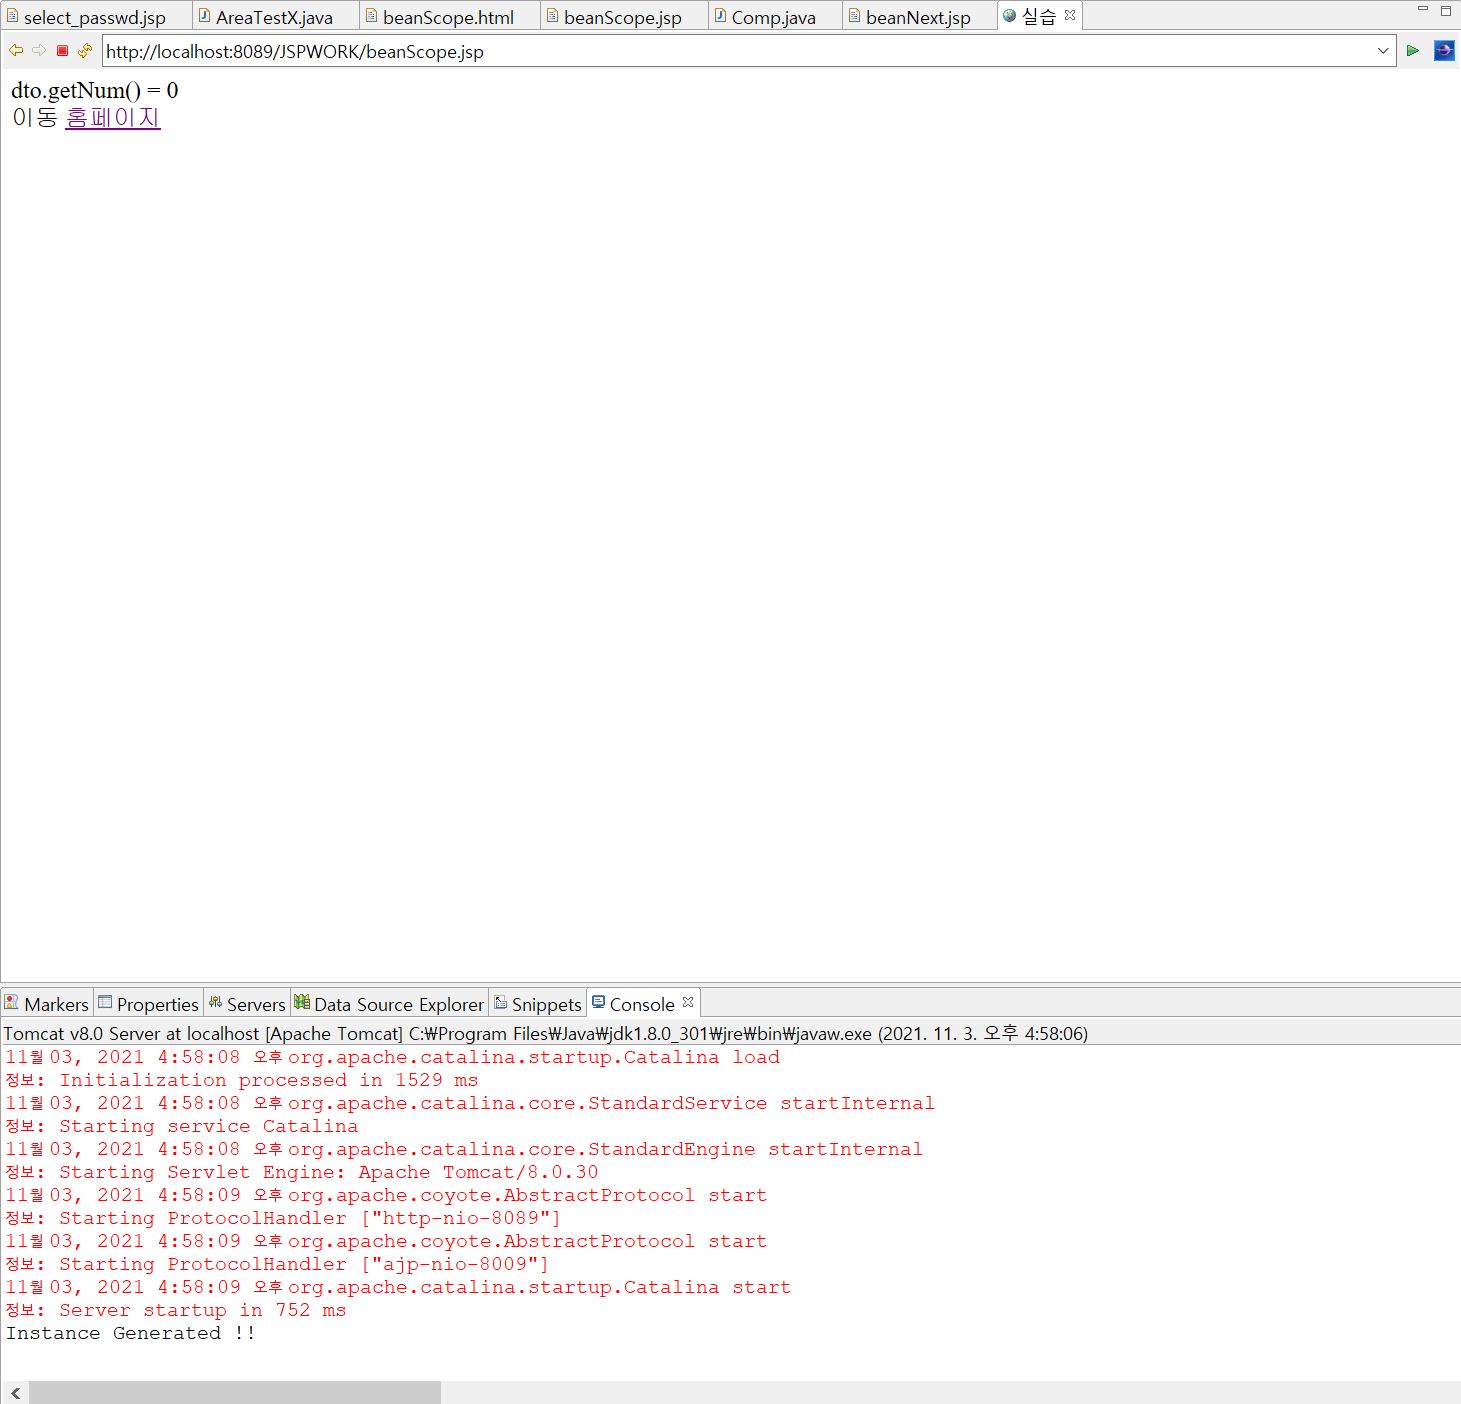 select_passwd.jsp AreaTestX.java beanScope.html beanScope.jsp Comp.java beanNext.jsp 실습
http://localhost:8089/JSPWORK/beanScope.jsp
dto.getNum() = 0
이동 홈페이지
Markers Properties Servers Data Source Explorer Snippets Console
Tomcat v8.0 Server at localhost [Apache Tomcat] C:₩Program Files₩Java₩jdk1.8.0_301₩jre₩bin₩javaw.exe (2021. 11. 3. 오후 4:58:06)
11월 03, 2021 4:58:08 오후 org.apache.catalina.startup.Catalina load
정보: Initialization processed in 1529 ms
11월 03, 2021 4:58:08 오후 org.apache.catalina.core.StandardService startInternal
정보: Starting service Catalina
11월 03, 2021 4:58:08 오후 org.apache.catalina.core.StandardEngine startInternal
정보: Starting Servlet Engine: Apache Tomcat/8.0.30
11월 03, 2021 4:58:09 오후 org.apache.coyote.AbstractProtocol start
정보: Starting ProtocolHandler ["http-nio-8089"]
11월 03, 2021 4:58:09 오후 org.apache.coyote.AbstractProtocol start
정보: Starting ProtocolHandler ["ajp-nio-8009"]
11월 03, 2021 4:58:09 오후 org.apache.catalina.startup.Catalina start
정보: Server startup in 752 ms
Instance Generated !!